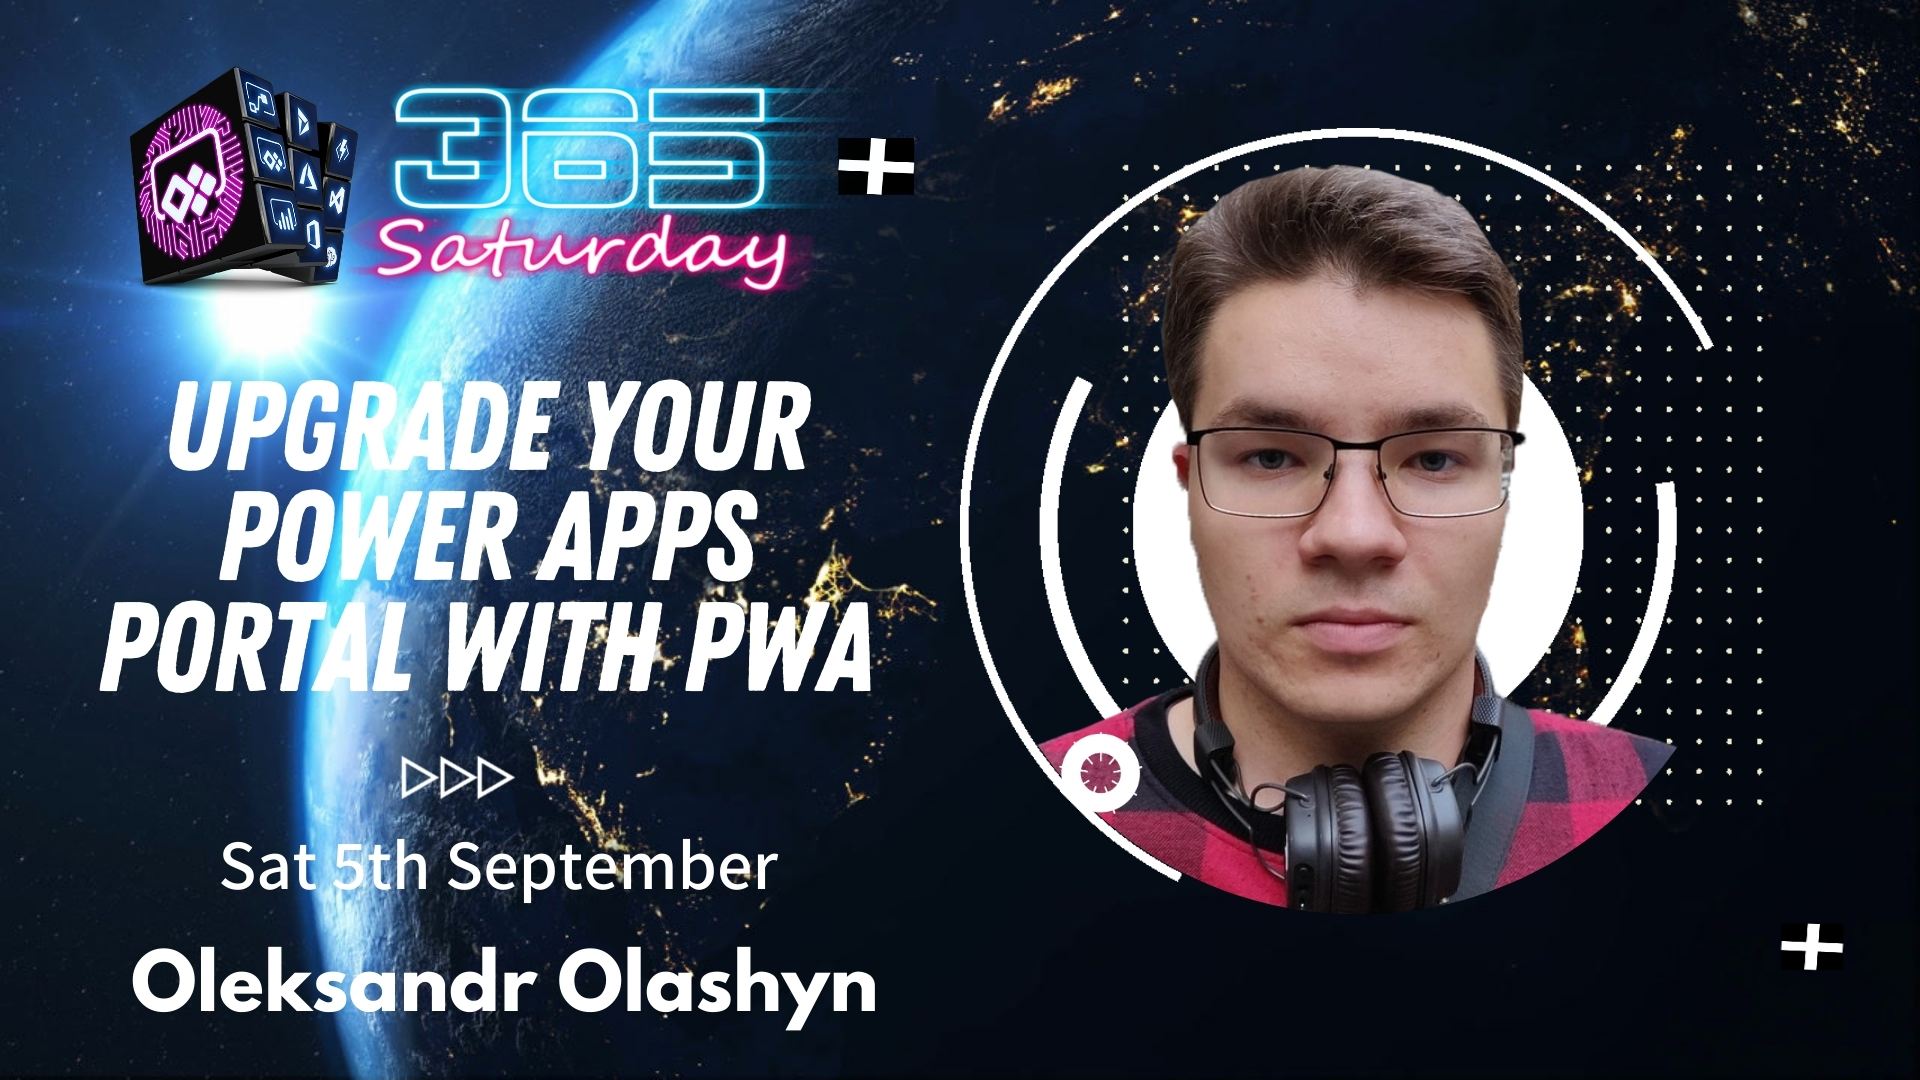 365
Saturday
UPGRADE YOUR
POWER APPS
PORTAL WITH PWA
Sat 5th September
Oleksandr Olashyn